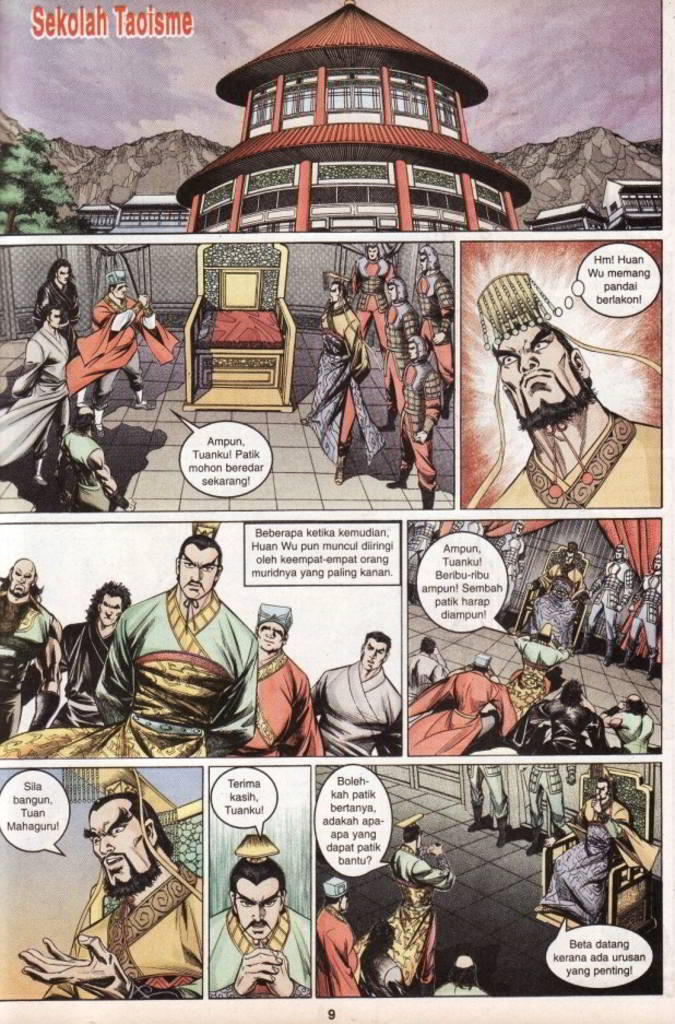 Sekolah Taoisme
Ampun,
Tuanku! Patik
mohon beredar
sekarang!
Hm! Huan
Wu memang
pandai
berlakon!
Beberapa ketika kemudian,
Huan Wu pun muncul diiringi
oleh keempat-empat orang
muridnya yang paling kanan.
Ampun,
Tuanku!
Beribu-ribu
ampun! Sembah
patik harap
diampun!
Sila
bangun,
Tuan
Mahaguru!
Terima
kasih,
Tuanku!
Boleh-
kah patik
bertanya,
adakah apa-
apa yang
dapat patik
bantu?
Beta datang
kerana ada urusan
yang penting!
9